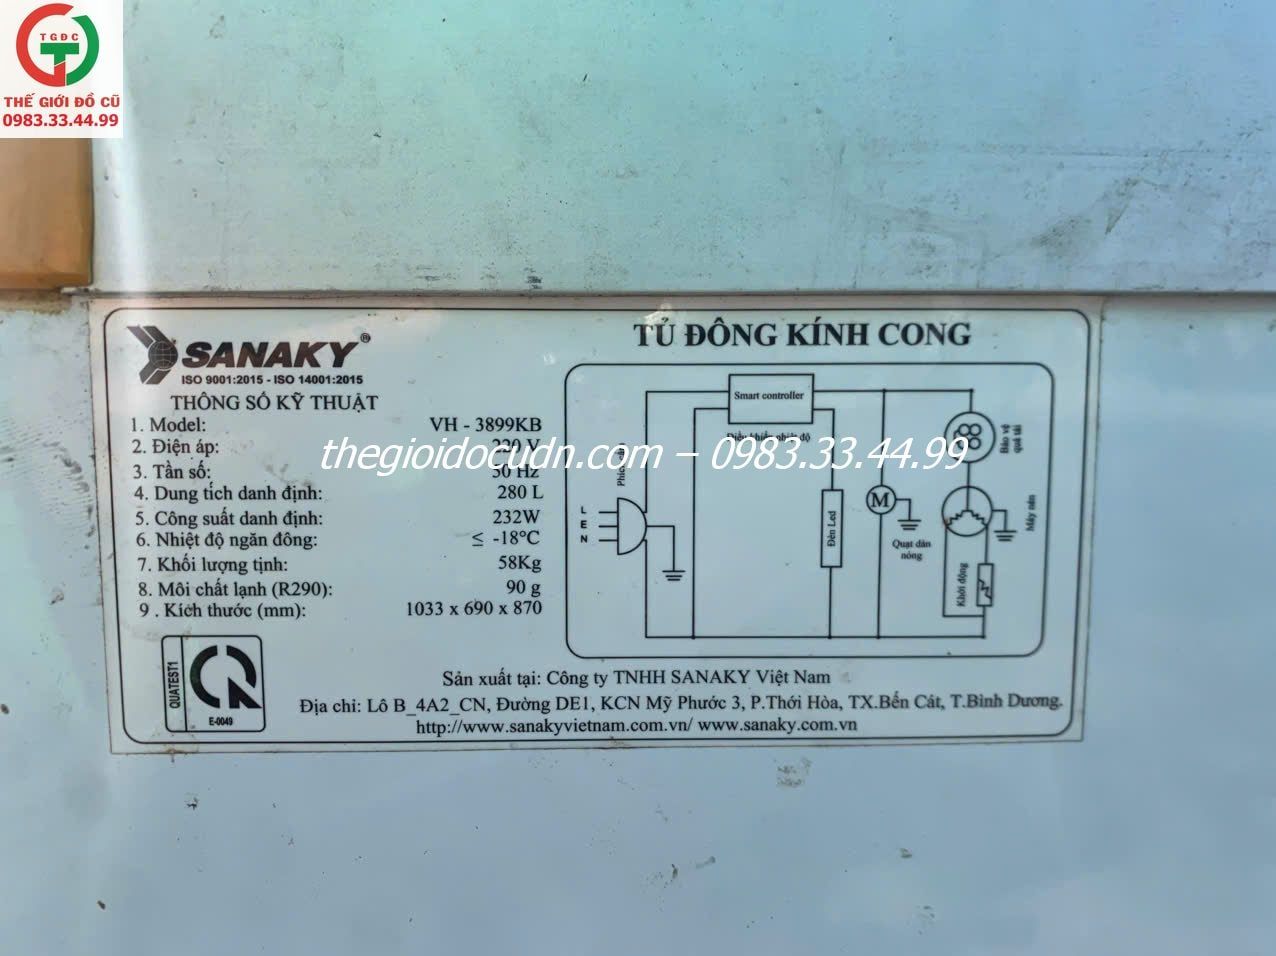 TGĐC
THẾ GIỚI ĐỒ CŨ
0983.33.44.99
SANAKY®
ISO 9001:2015 - ISO 14001:2015
THÔNG SỐ KỸ THUẬT
1. Model: VH - 3899KB
2. Điện áp: 220 V
3. Tần số: 50 Hz
4. Dung tích danh định: 280 L
5. Công suất danh định: 232W
6. Nhiệt độ ngăn đông: ≤ -18°C
7. Khối lượng tịnh: 58Kg
8. Môi chất lạnh (R290): 90 g
9 . Kích thước (mm): 1033 x 690 x 870
thegioidocudn.com – 0983.33.44.99
TỦ ĐÔNG KÍNH CONG
Smart controller
L
E
N
Đèn Led
M
Quạt dàn
nóng
Bảo vệ
quá tải
Máy nén
Khởi động
QUATEST1
E-0049
Sản xuất tại: Công ty TNHH SANAKY Việt Nam
Địa chỉ: Lô B_4A2_CN, Đường DE1, KCN Mỹ Phước 3, P.Thới Hòa, TX.Bến Cát, T.Bình Dương.
http://www.sanakyvietnam.com.vn/ www.sanaky.com.vn